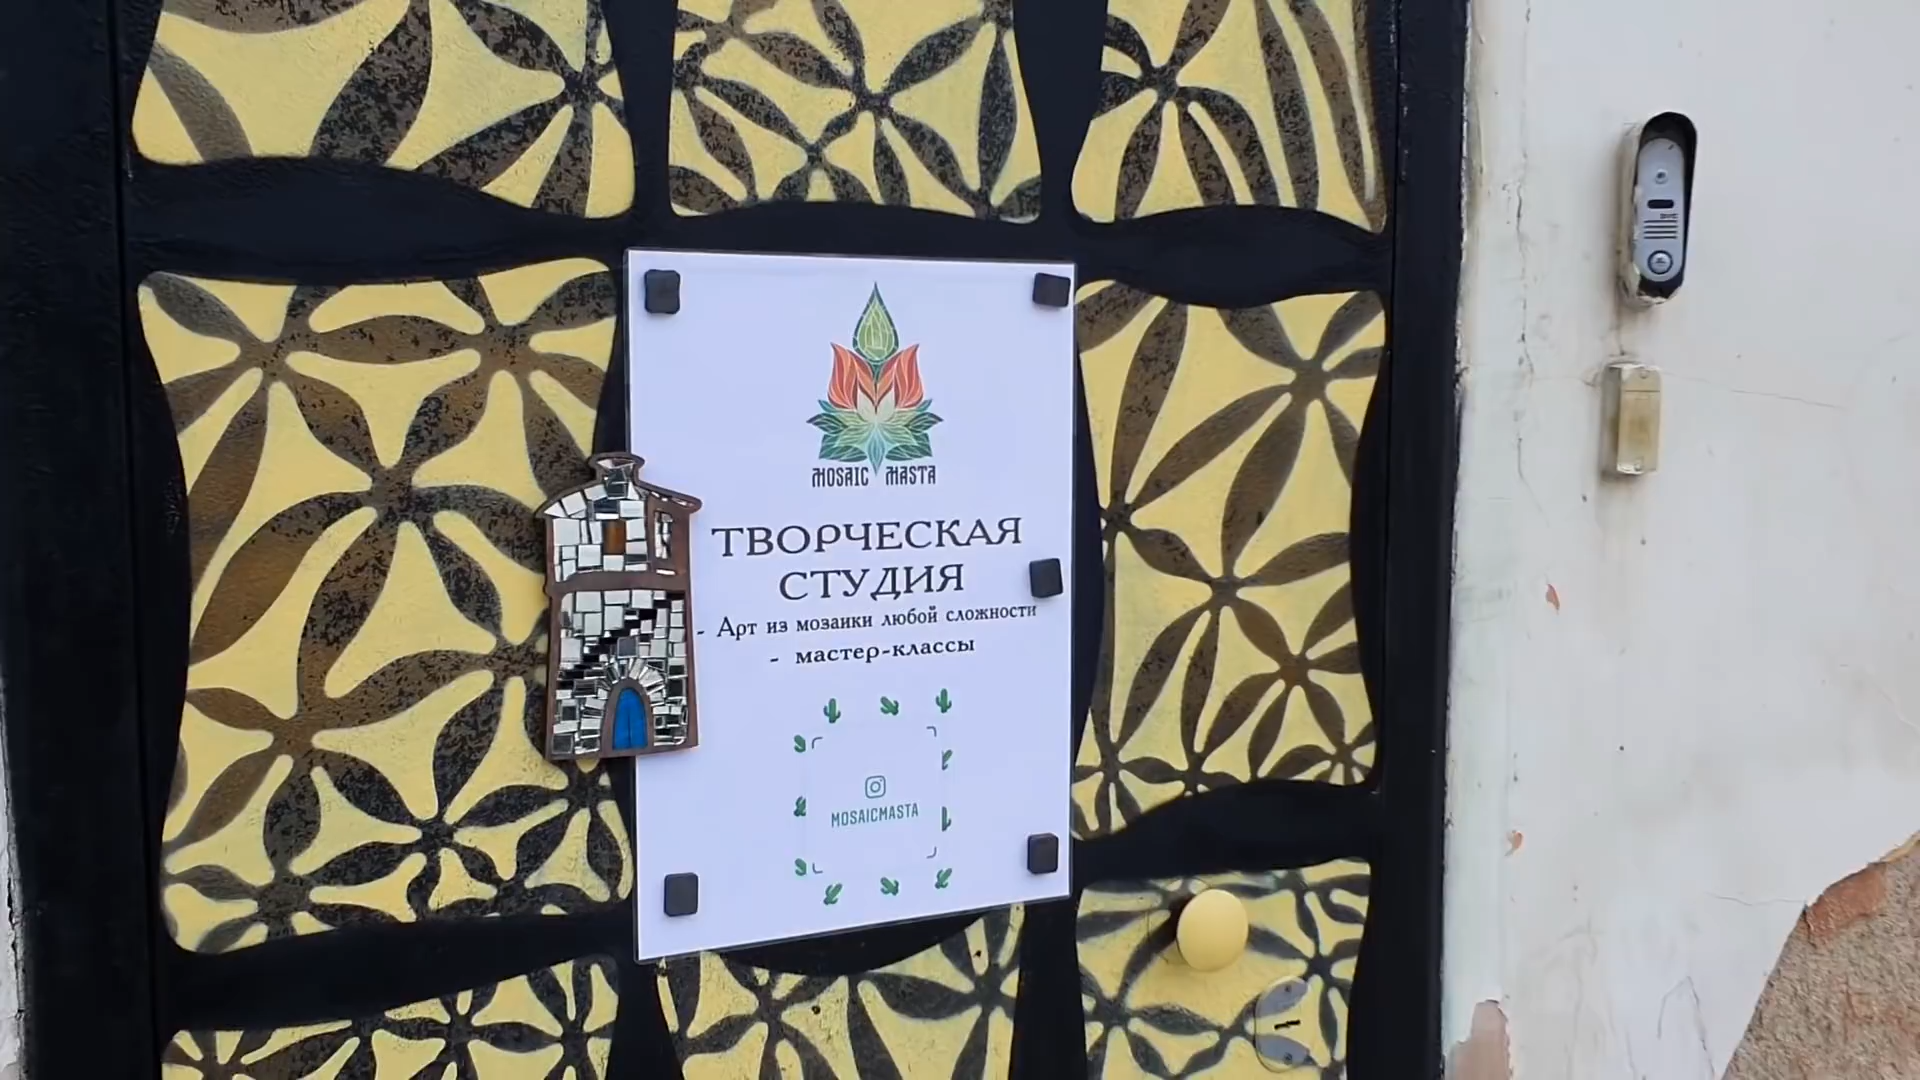 MOSAIC MASTA
ТВОРЧЕСКАЯ
СТУДИЯ
- Арт из мозаики любой сложности
- мастер-классы
MOSAICMASTA